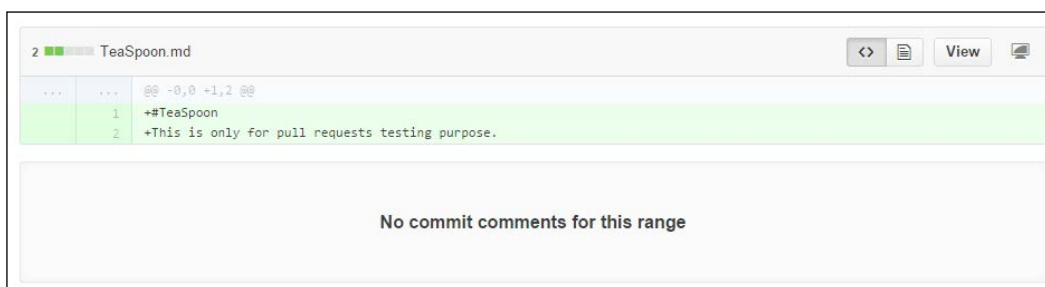 2 TeaSpoon.md <> View
... ... @@ -0,0 +1,2 @@
1 +#TeaSpoon
2 +This is only for pull requests testing purpose.
No commit comments for this range